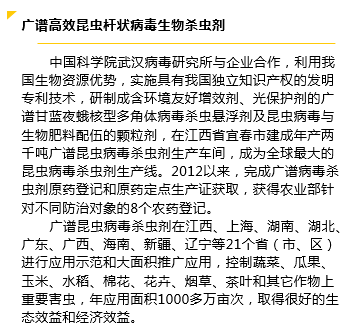 广谱高效昆虫杆状病毒生物杀虫剂
中国科学院武汉病毒研究所与企业合作，利用我
国生物资源优势，实施具有我国独立知识产权的发明
专利技术，研制成含环境友好增效剂、光保护剂的广
谱甘蓝夜蛾核型多角体病毒杀虫悬浮剂及昆虫病毒与
生物肥料配伍的颗粒剂，在江西省宜春市建成年产两
千吨广谱昆虫病毒杀虫剂生产车间，成为全球最大的
昆虫病毒杀虫剂生产线。2012以来，完成广谱病毒杀
虫剂原药登记和原药定点生产证获取，获得农业部针
对不同防治对象的8个农药登记。
广谱昆虫病毒杀虫剂在江西、上海、湖南、湖北、
广东、广西、海南、新疆、辽宁等21个省（市、区）
进行应用示范和大面积推广应用，控制蔬菜、瓜果、
玉米、水稻、棉花、花卉、烟草、茶叶和其它作物上
重要害虫，年应用面积1000多万亩次，取得很好的生
态效益和经济效益。